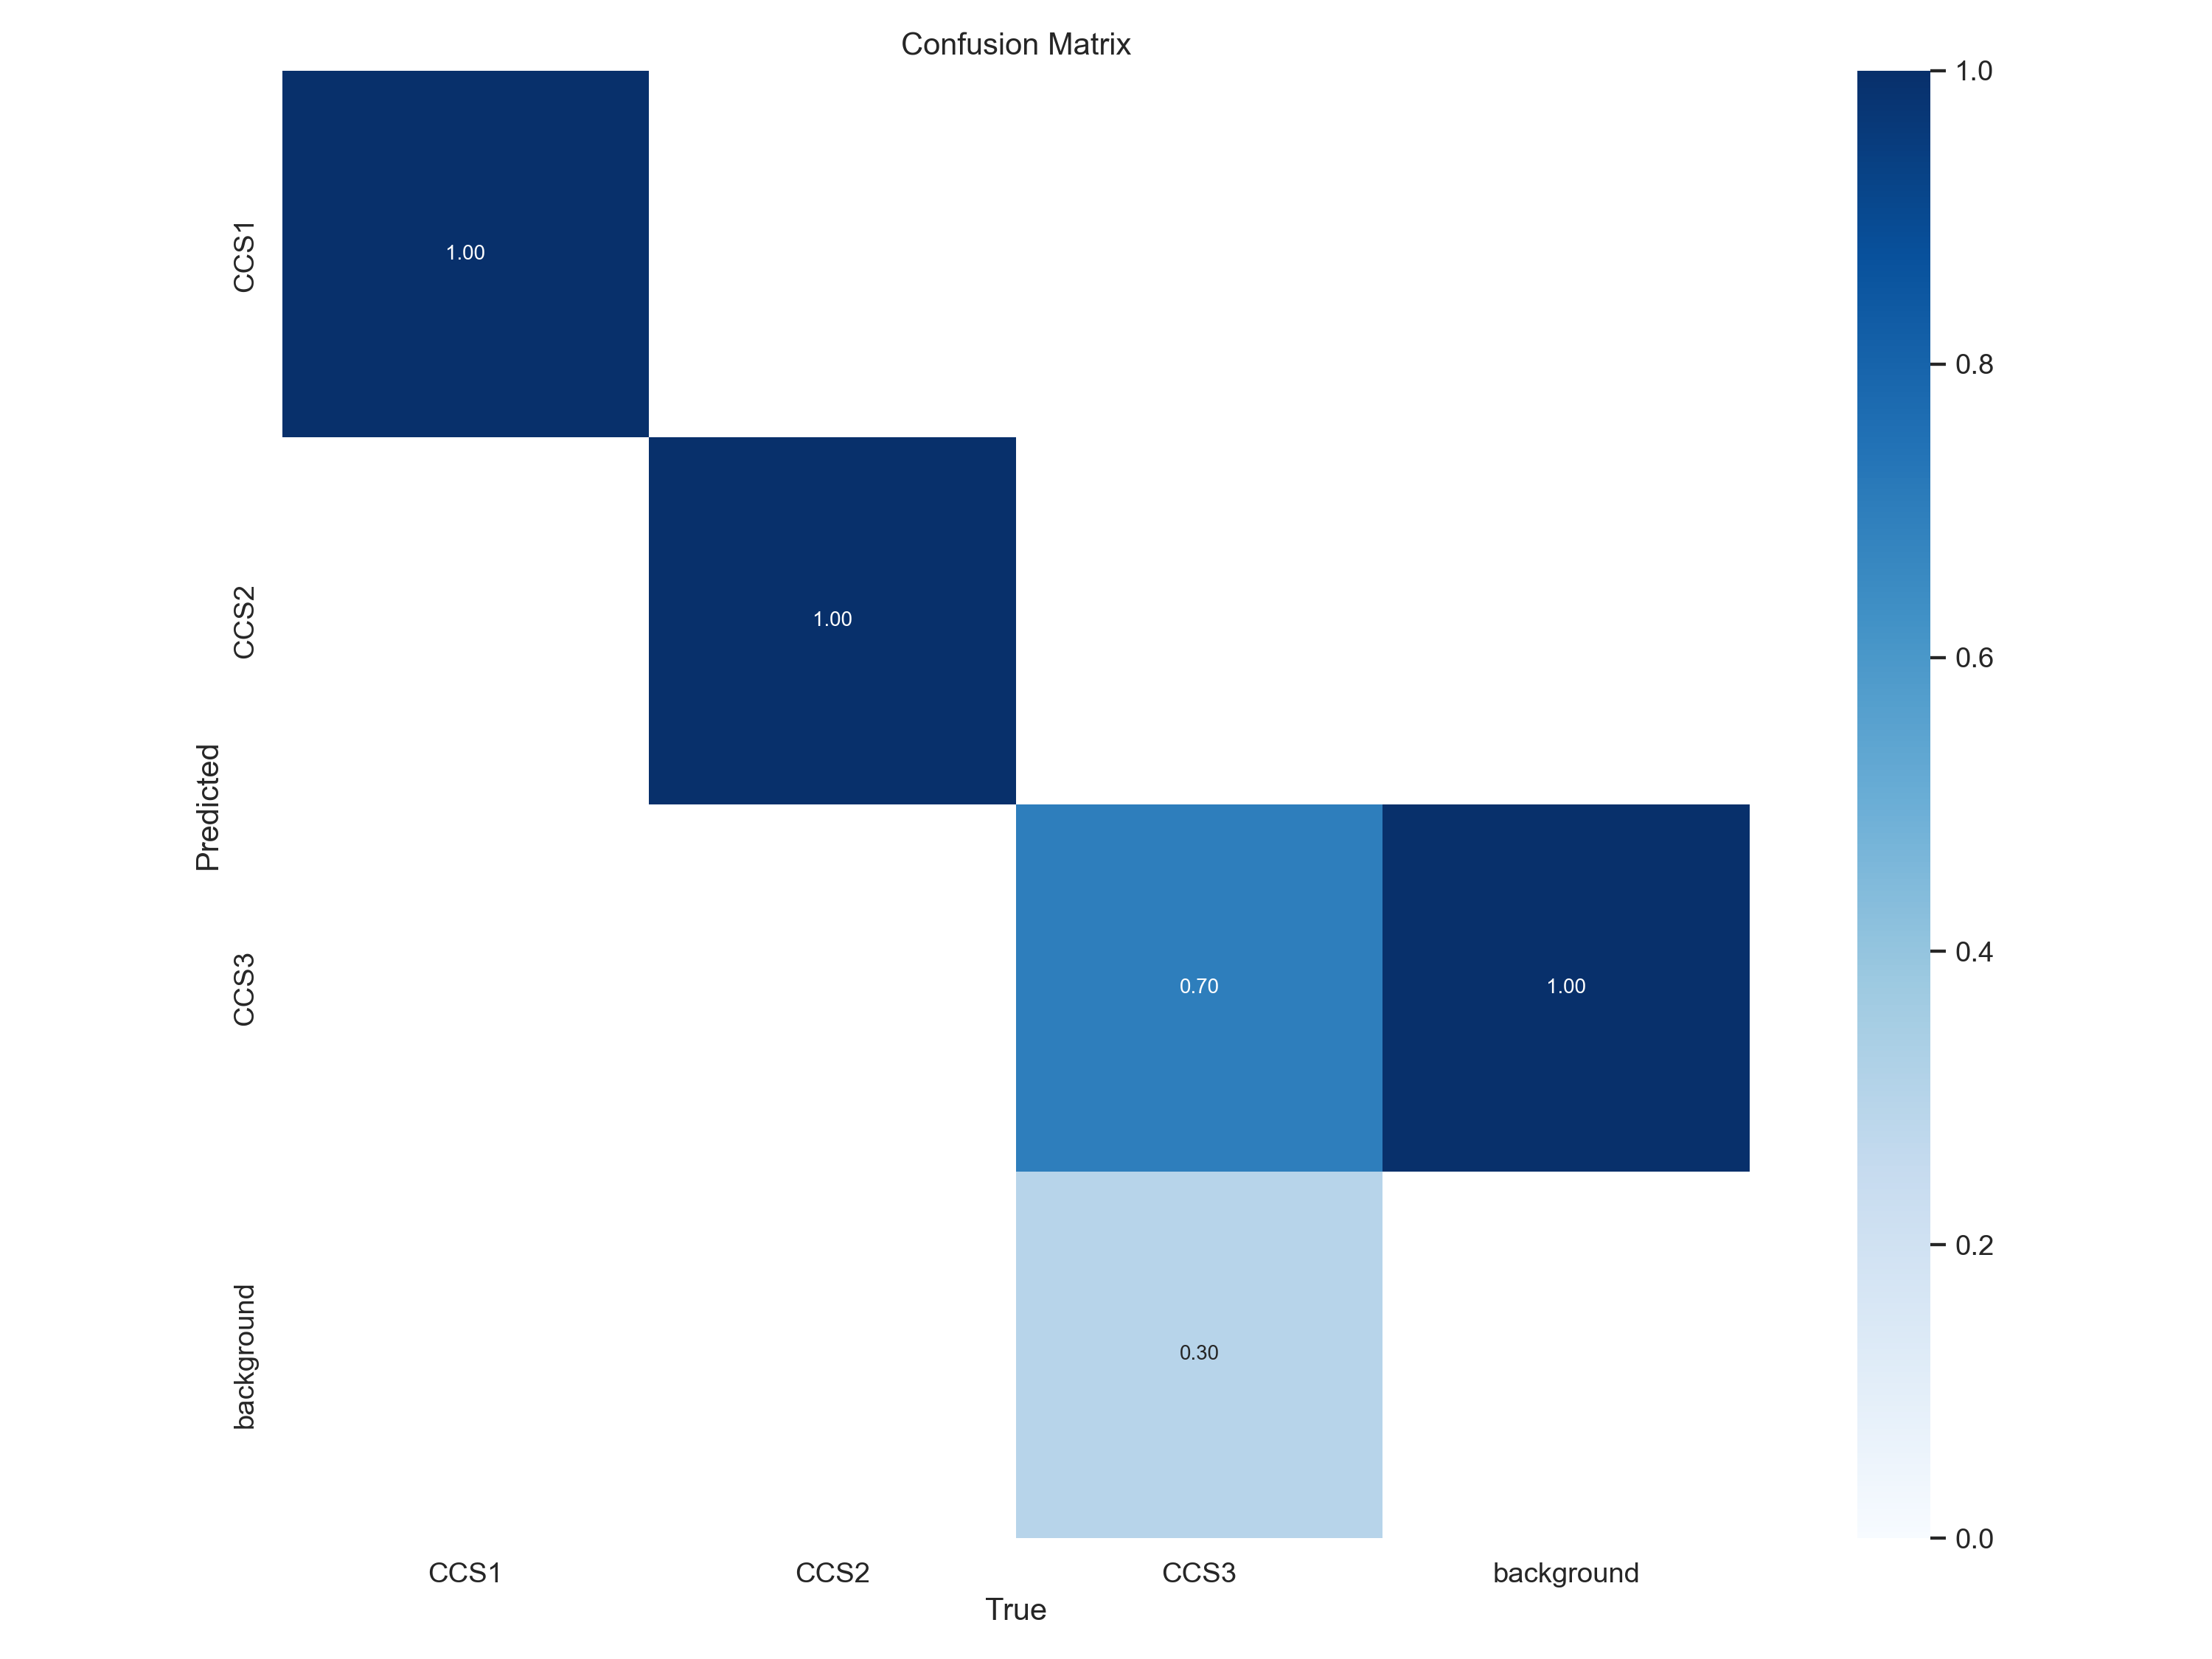 Confusion Matrix
1.0
CCS1
1.00
0.8
CCS2
1.00
0.6
Predicted
CCS3
0.70
1.00
0.4
0.2
background
0.30
0.0
CCS1
CCS2
CCS3
background
True